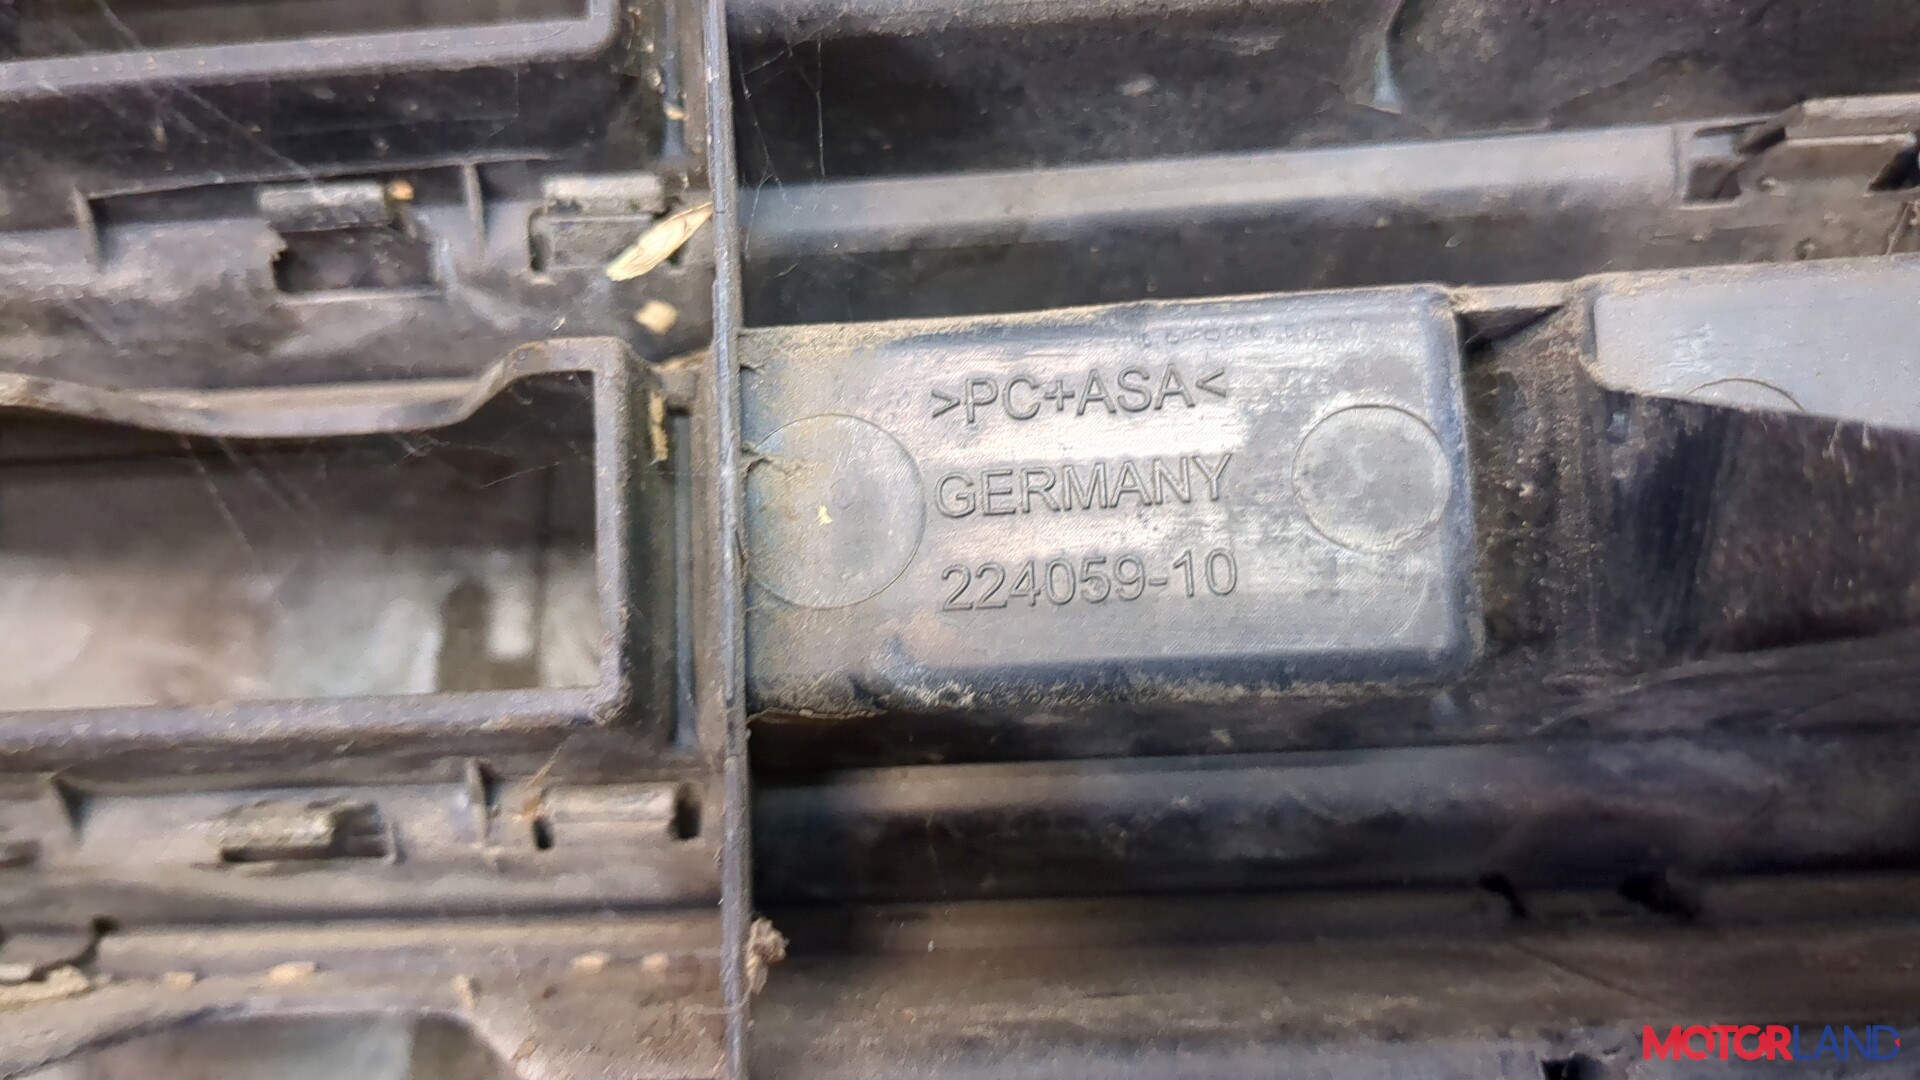 >PC+ASA<
GERMANY
224059-10
MOTORLAND